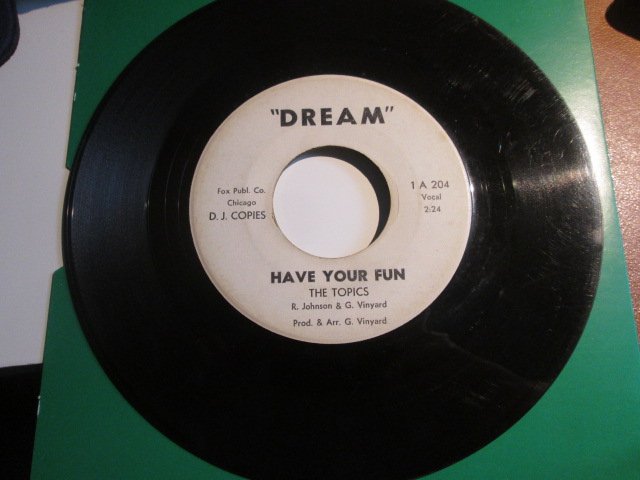 "DREAM"
Fox Publ. Co.
Chicago
D. J. COPIES
1 A 204
Vocal
2:24
HAVE YOUR FUN
THE TOPICS
R. Johnson & G. Vinyard
Prod. & Arr. G. Vinyard